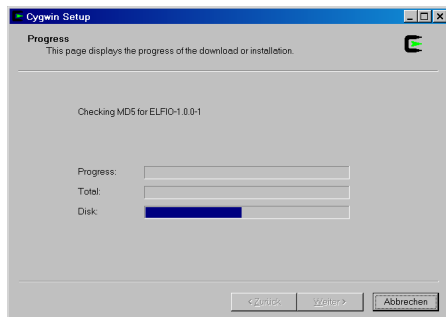 Cygwin Setup
Progress
This page displays the progress of the download or installation.
Checking MD5 for ELFIO-1.0.0-1
Progress:
Total:
Disk:
< Zurück
Weiter >
Abbrechen